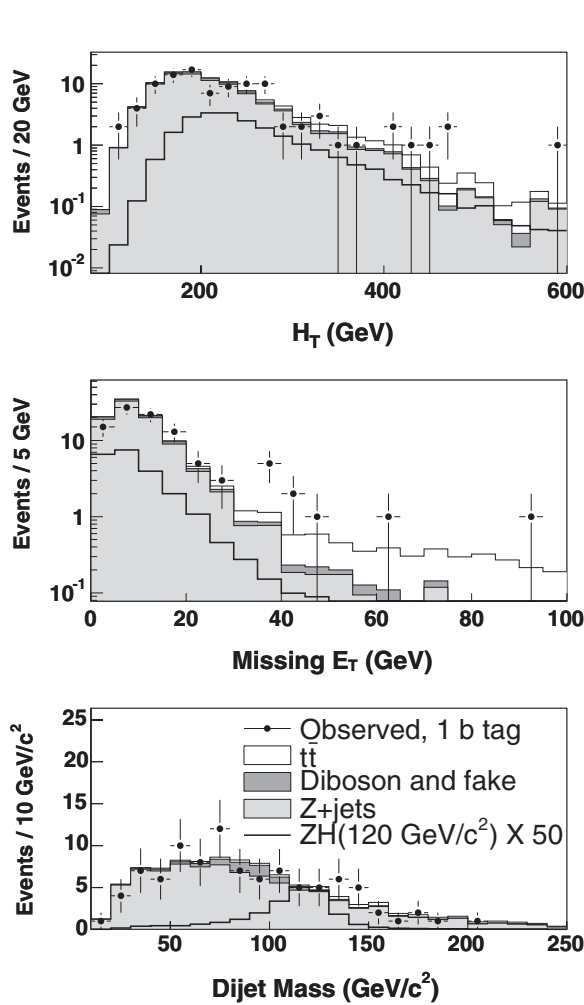 Events / 20 GeV
10
1
10⁻¹
10⁻²
200
400
600
H_T (GeV)
Events / 5 GeV
10
1
10⁻¹
0
20
40
60
80
100
Missing E_T (GeV)
Events / 10 GeV/c²
25
20
15
10
5
0
Observed, 1 b tag
tt̄
Diboson and fake
Z+jets
ZH(120 GeV/c²) X 50
50
100
150
200
250
Dijet Mass (GeV/c²)